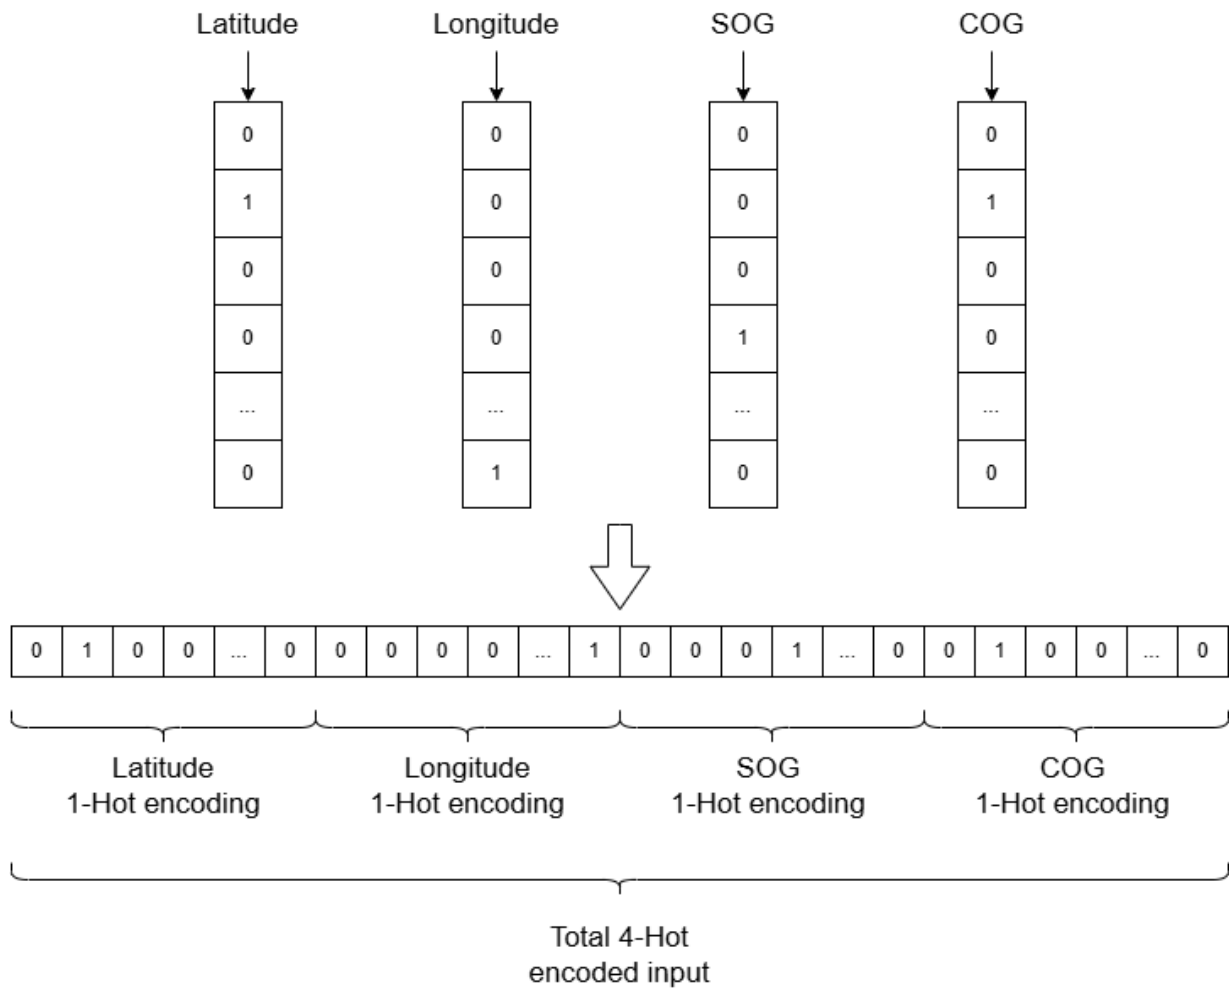 Latitude Longitude SOG COG
0 0 0 0
1 0 0 1
0 0 0 0
0 0 1 0
... ... ... ...
0 1 0 0
0 1 0 0 ... 0 0 0 0 0 ... 1 0 0 0 1 ... 0 0 1 0 0 ... 0
Latitude Longitude SOG COG
1-Hot encoding 1-Hot encoding 1-Hot encoding 1-Hot encoding
Total 4-Hot
encoded input